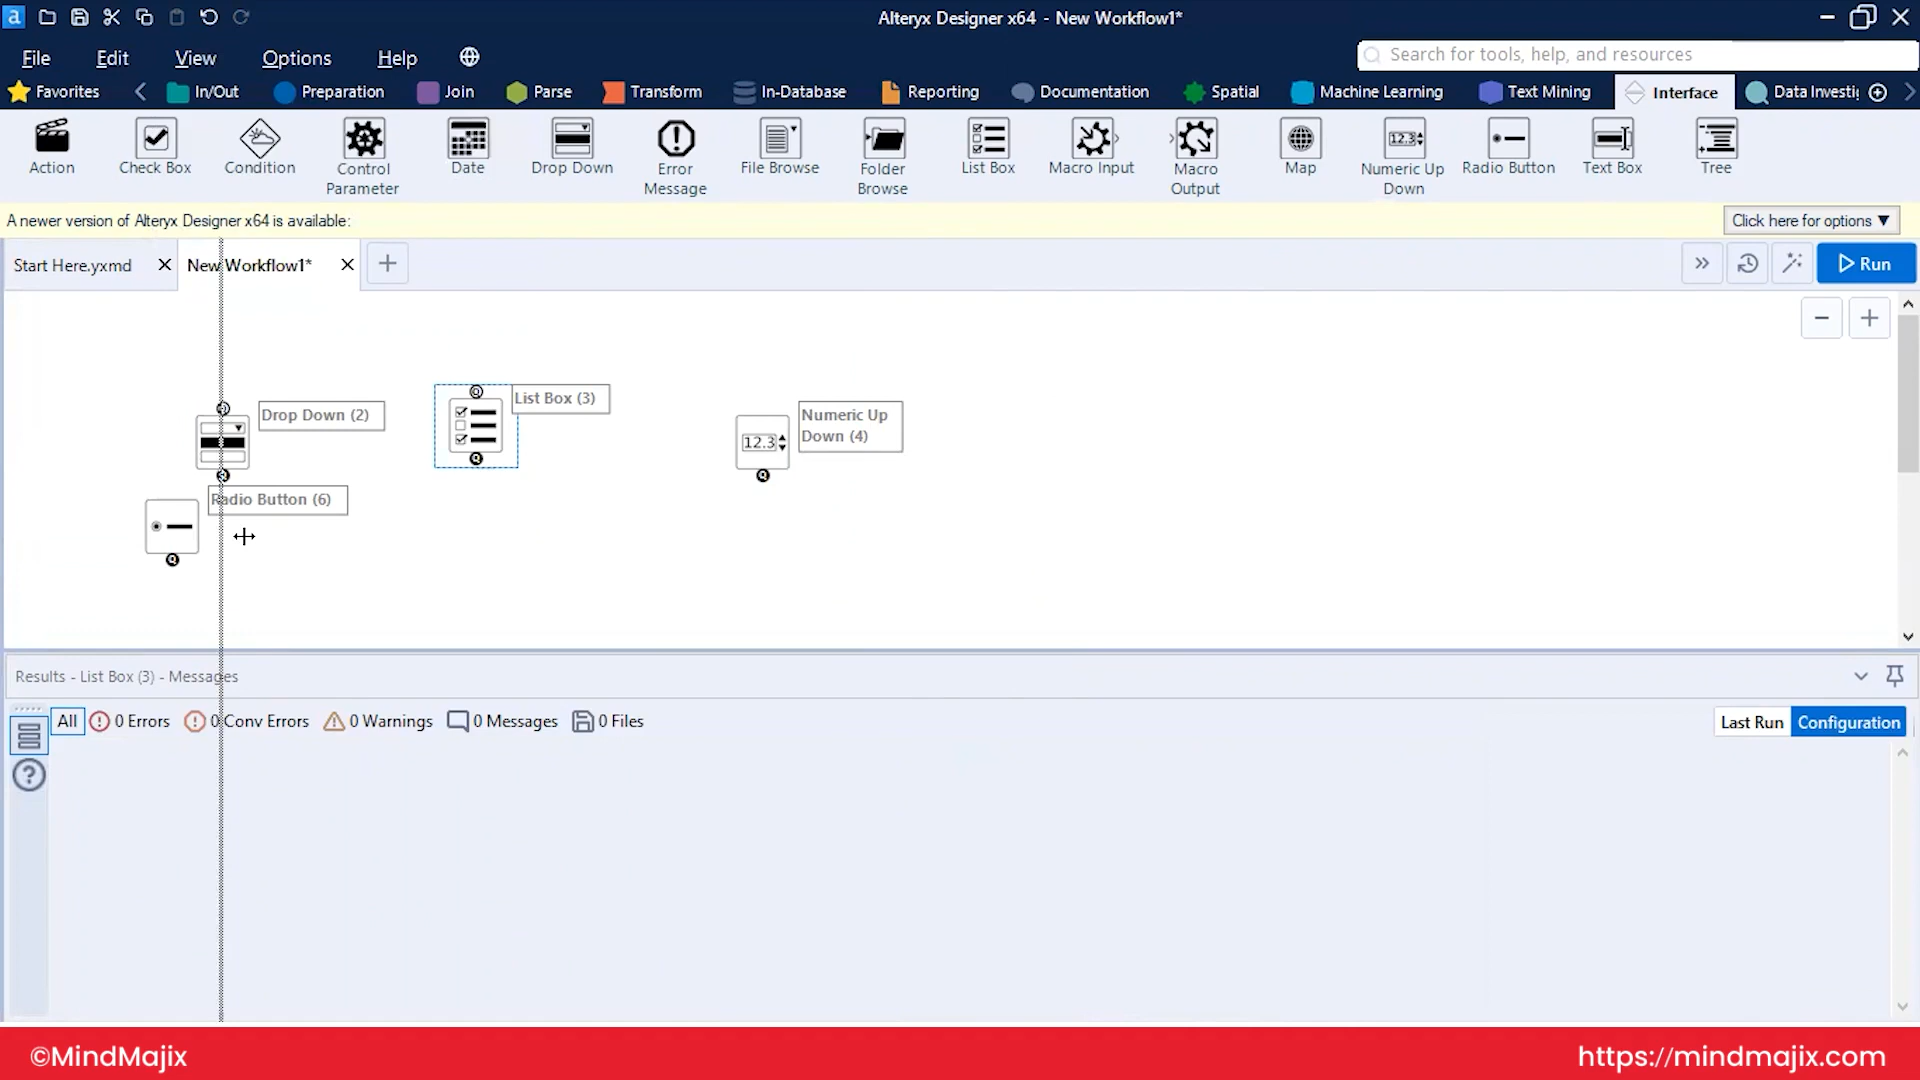 a
Alteryx Designer x64 - New Workflow1*
File Edit View Options Help
Search for tools, help, and resources
Favorites In/Out Preparation Join Parse Transform In-Database Reporting Documentation Spatial Machine Learning Text Mining Interface Data Investi
Action Check Box Condition Control Parameter Date Drop Down Error Message File Browse Folder Browse List Box Macro Input Macro Output Map Numeric Up Down Radio Button Text Box Tree
A newer version of Alteryx Designer x64 is available:
Click here for options ▼
Start Here.yxmd
New Workflow1*
Run
Drop Down (2)
List Box (3)
Numeric Up
Down (4)
12.3
Radio Button (6)
Results - List Box (3) - Messages
All 0 Errors 0 Conv Errors 0 Warnings 0 Messages 0 Files
Last Run Configuration
©MindMajix
https://mindmajix.com